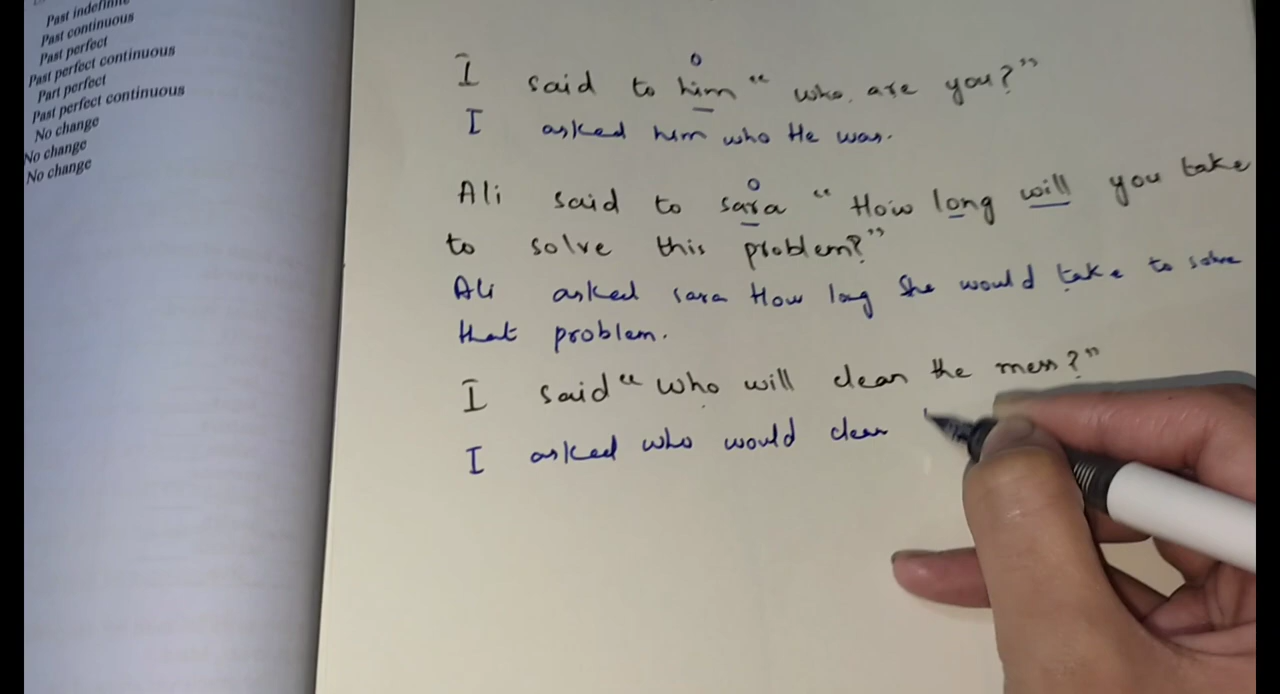 Past indefinite
Past continuous
Past perfect
Past perfect continuous
Part perfect
Past perfect continuous
No change
No change
No change
I said to him “ who are you?”
I asked him who He was.
Ali said to sara “ How long will you take
to solve this problem?”
Ali asked sara How long She would take to solve
that problem.
I said “ who will clean the mess?”
I asked who would clean